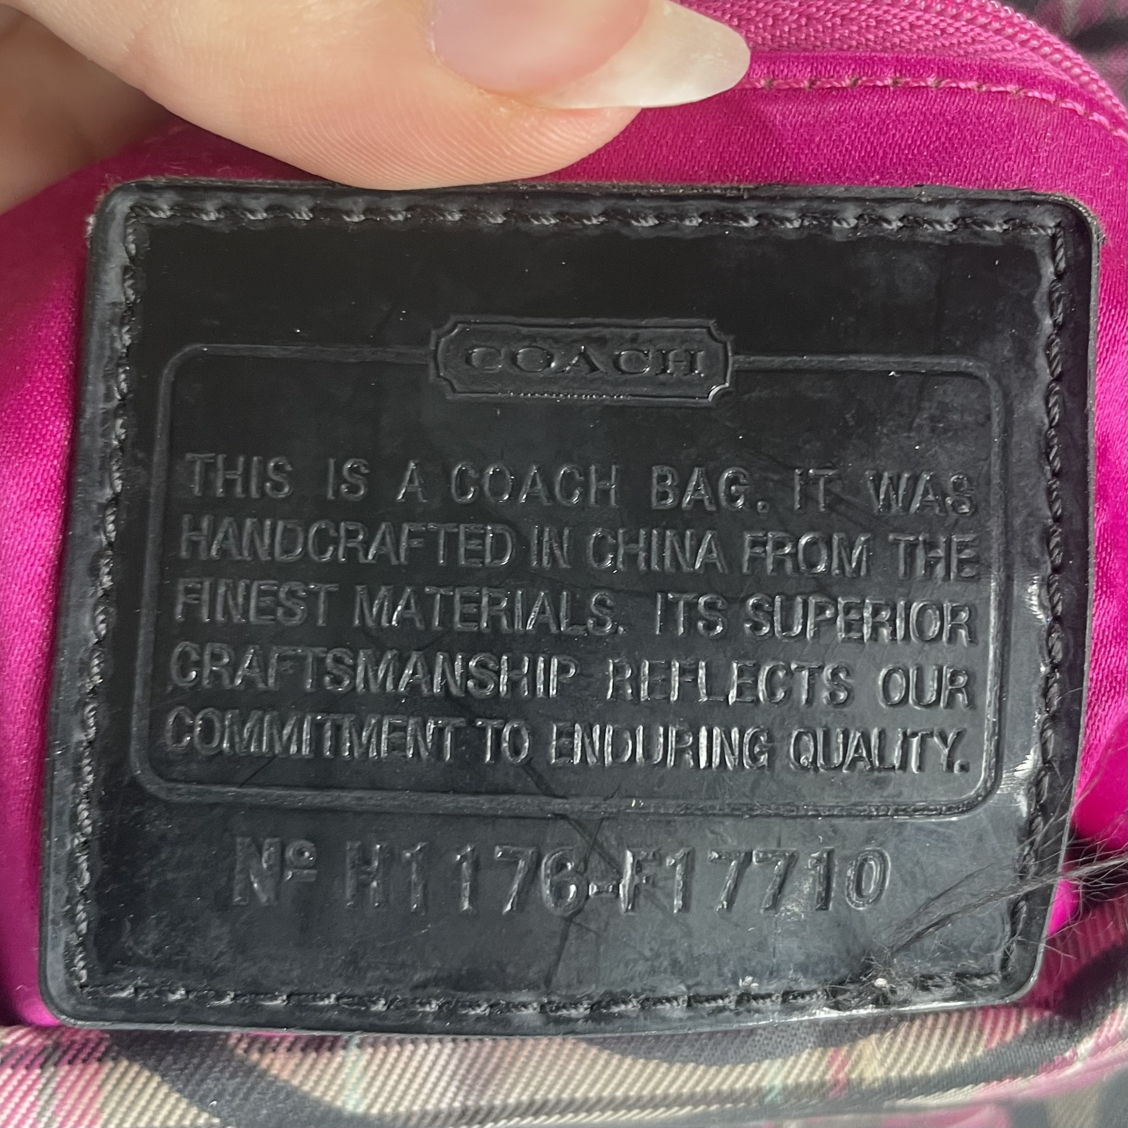 COACH
THIS IS A COACH BAG. IT WAS
HANDCRAFTED IN CHINA FROM THE
FINEST MATERIALS. ITS SUPERIOR
CRAFTSMANSHIP REFLECTS OUR
COMMITMENT TO ENDURING QUALITY.
Nº H1176-F17710